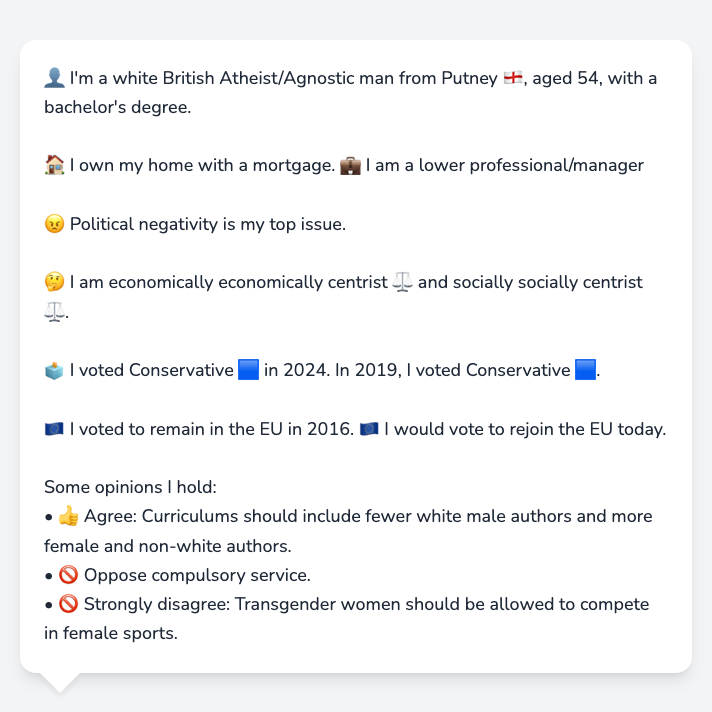 👤 I'm a white British Atheist/Agnostic man from Putney 🏴󠁧󠁢󠁥󠁮󠁧󠁿, aged 54, with a
bachelor's degree.
🏠 I own my home with a mortgage. 💼 I am a lower professional/manager
😠 Political negativity is my top issue.
🤔 I am economically economically centrist ⚖️ and socially socially centrist
⚖️.
🗳️ I voted Conservative 🟦 in 2024. In 2019, I voted Conservative 🟦.
🇪🇺 I voted to remain in the EU in 2016. 🇪🇺 I would vote to rejoin the EU today.
Some opinions I hold:
• 👍 Agree: Curriculums should include fewer white male authors and more
female and non-white authors.
• 🚫 Oppose compulsory service.
• 🚫 Strongly disagree: Transgender women should be allowed to compete
in female sports.